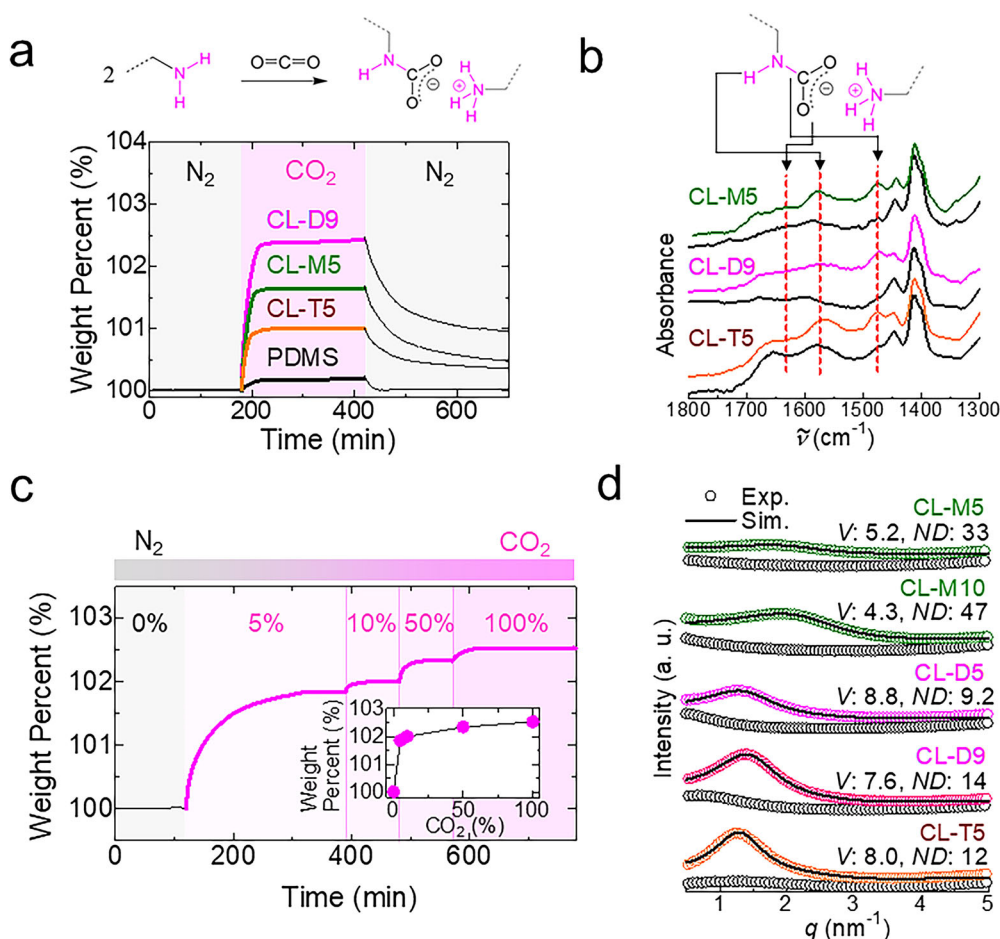 a
2
N
H
H
O=C=O
H
N
C
O
O
⊖
H
H
N
H
⊕
104
103
102
101
100
Weight Percent (%)
N2
CO2
N2
CL-D9
CL-M5
CL-T5
PDMS
0
200
400
600
Time (min)
b
H
N
C
O
O
⊖
H
H
N
H
⊕
CL-M5
CL-D9
CL-T5
Absorbance
1800
1700
1600
1500
1400
1300
ṽ (cm−1)
c
N2
CO2
0%
5%
10%
50%
100%
103
102
101
100
Weight Percent (%)
0
200
400
600
Time (min)
103
102
101
100
Weight
Percent (%)
0
50
100
CO2 (%)
d
Exp.
Sim.
CL-M5
V: 5.2, ND: 33
CL-M10
V: 4.3, ND: 47
CL-D5
V: 8.8, ND: 9.2
CL-D9
V: 7.6, ND: 14
CL-T5
V: 8.0, ND: 12
Intensity (a. u.)
1
2
3
4
5
q (nm−1)